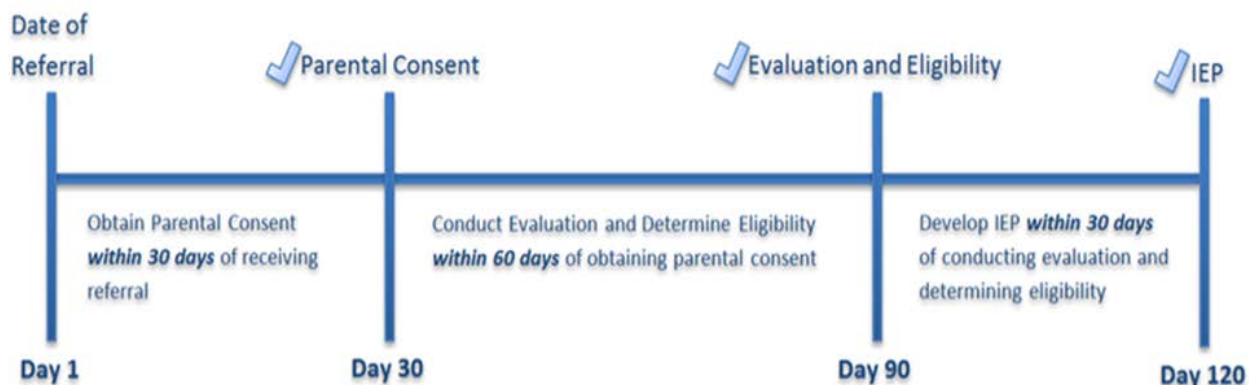 Date of
Referral
Parental Consent
Evaluation and Eligibility
IEP
Obtain Parental Consent
within 30 days of receiving
referral
Conduct Evaluation and Determine Eligibility
within 60 days of obtaining parental consent
Develop IEP within 30 days
of conducting evaluation and
determining eligibility
Day 1
Day 30
Day 90
Day 120